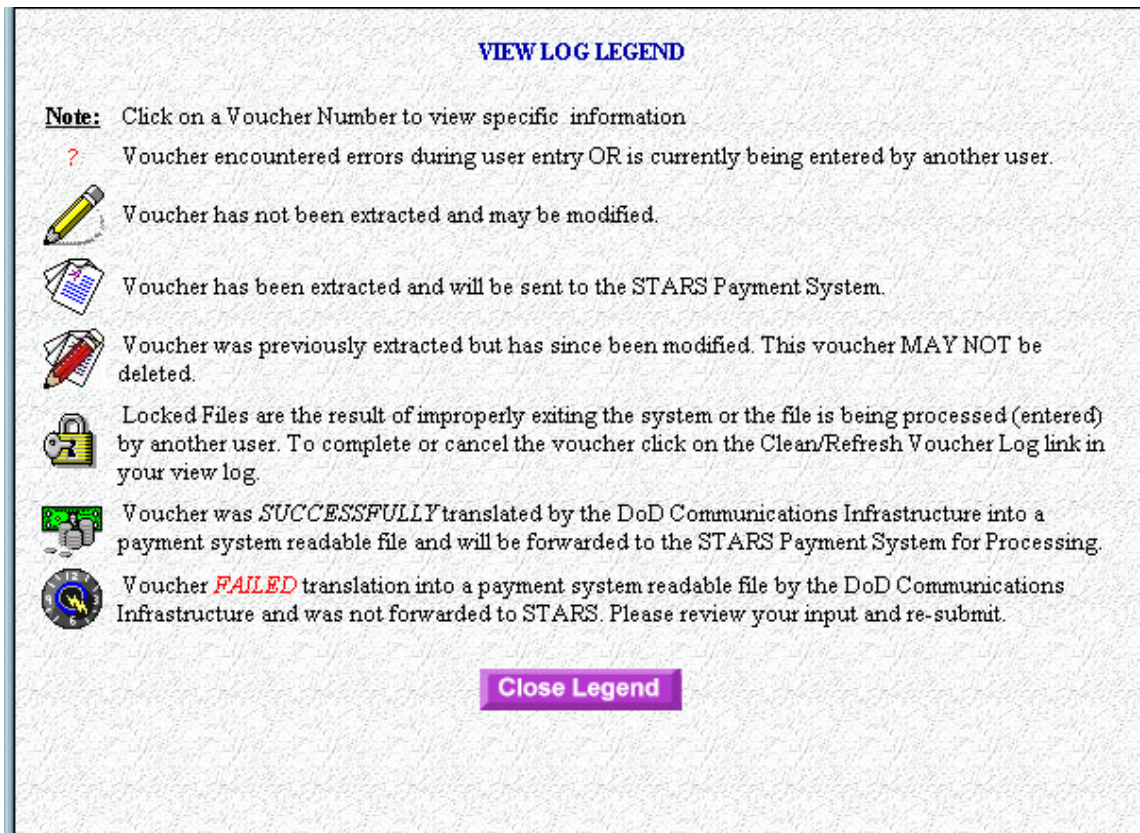 VIEW LOG LEGEND
Note: Click on a Voucher Number to view specific information
? Voucher encountered errors during user entry OR is currently being entered by another user.
Voucher has not been extracted and may be modified.
Voucher has been extracted and will be sent to the STARS Payment System.
Voucher was previously extracted but has since been modified. This voucher MAY NOT be
deleted.
Locked Files are the result of improperly exiting the system or the file is being processed (entered)
by another user. To complete or cancel the voucher click on the Clean/Refresh Voucher Log link in
your view log.
Voucher was SUCCESSFULLY translated by the DoD Communications Infrastructure into a
payment system readable file and will be forwarded to the STARS Payment System for Processing.
Voucher FAILED translation into a payment system readable file by the DoD Communications
Infrastructure and was not forwarded to STARS. Please review your input and re-submit.
Close Legend